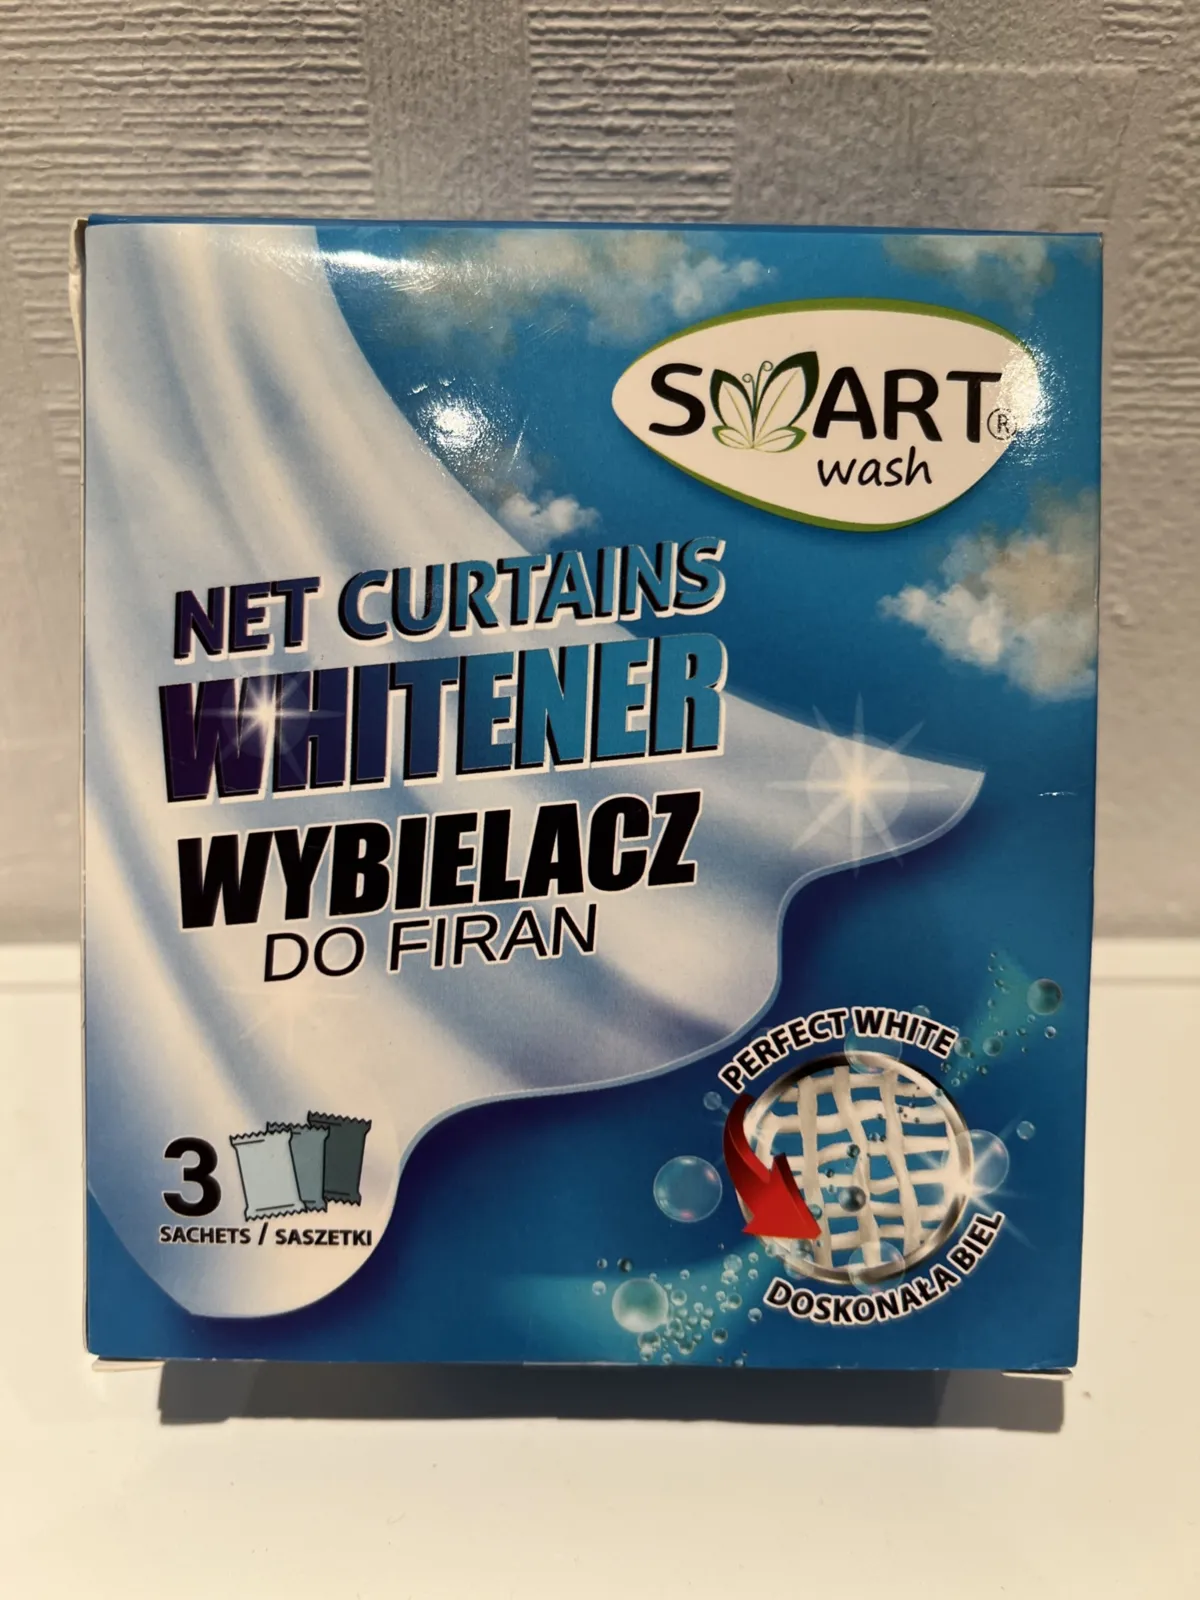 SMART®
wash
NET CURTAINS
WHITENER
WYBIELACZ
DO FIRAN
3
SACHETS / SASZETKI
PERFECT WHITE
DOSKONAŁA BIEL